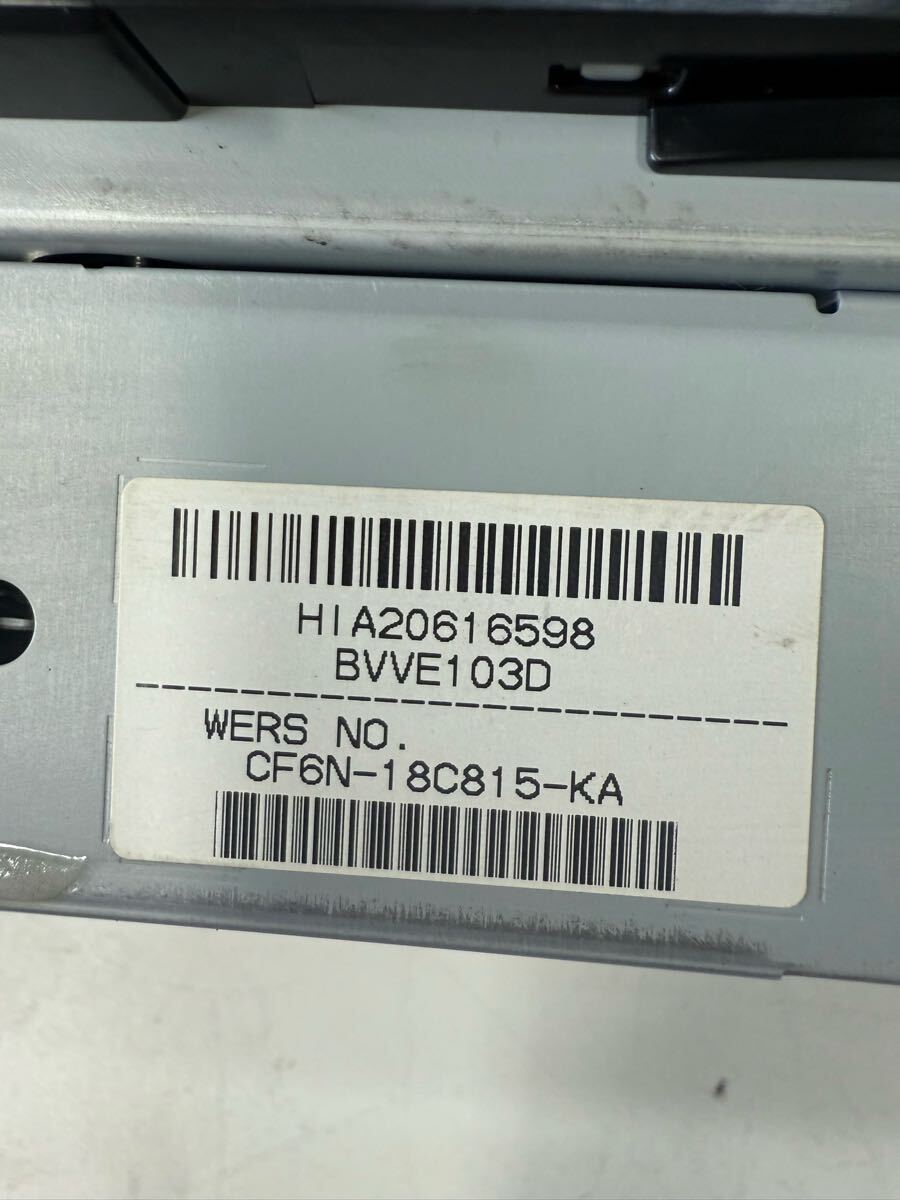 HIA20616598
BVVE103D
WERS NO.
CF6N-18C815-KA